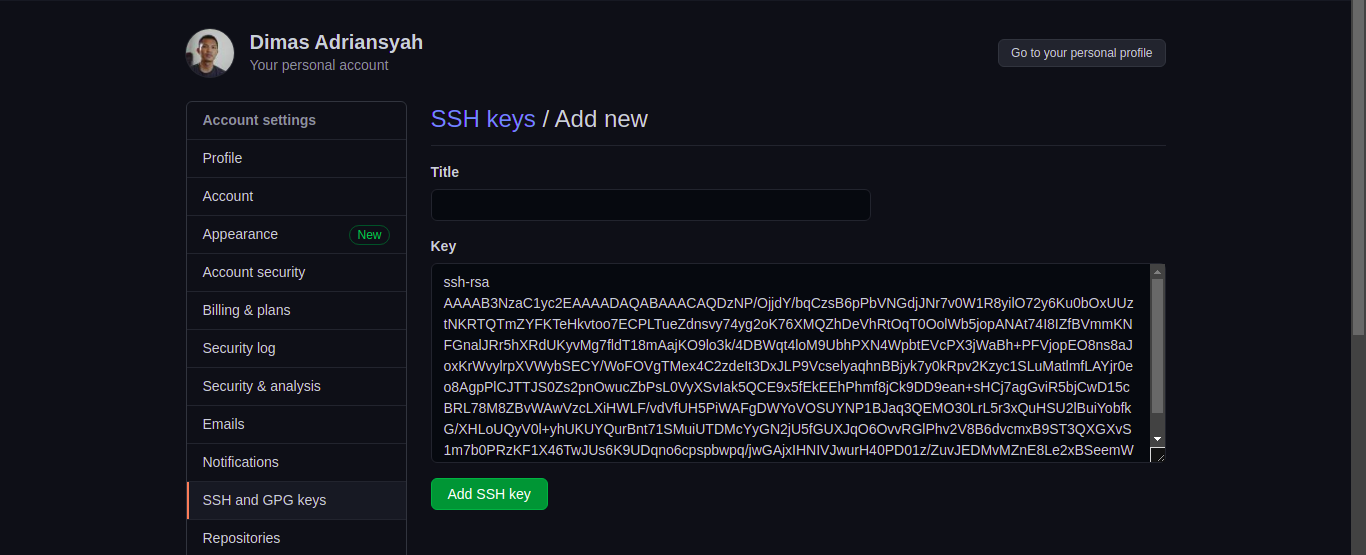 Dimas Adriansyah
Your personal account
Go to your personal profile
Account settings
Profile
Account
Appearance New
Account security
Billing & plans
Security log
Security & analysis
Emails
Notifications
SSH and GPG keys
Repositories
SSH keys / Add new
Title
Key
ssh-rsa
AAAAB3NzaC1yc2EAAAADAQABAAACAQDzNP/OjjdY/bqCzsB6pPbVNGdjJNr7v0W1R8yilO72y6Ku0bOxUUz
tNKRTQTmZYFKTeHkvtoo7ECPLTueZdnsvy74yg2oK76XMQZhDeVhRtOqT0OolWb5jopANAt74I8IZfBVmmKN
FGnalJRr5hXRdUKyvMg7fldT18mAajKO9lo3k/4DBWqt4loM9UbhPXN4WpbtEVcPX3jWaBh+PFVjopEO8ns8aJ
oxKrWvylrpXVWybSECY/WoFOVgTMex4C2zdeIt3DxJLP9VcselyaqhnBBjyk7y0kRpv2Kzyc1SLuMatlmfLAYjr0e
o8AgpPlCJTTJS0Zs2pnOwucZbPsL0VyXSvIak5QCE9x5fEkEEhPhmf8jCk9DD9ean+sHCj7agGviR5bjCwD15c
BRL78M8ZBvWAwVzcLXiHWLF/vdVfUH5PiWAFgDWYoVOSUYNP1BJaq3QEMO30LrL5r3xQuHSU2lBuiYobfk
G/XHLoUQyV0l+yhUKUYQurBnt71SMuiUTDMcYyGN2jU5fGUXJqO6OvvRGlPhv2V8B6dvcmxB9ST3QXGXvS
1m7b0PRzKF1X46TwJUs6K9UDqno6cpspbwpq/jwGAjxIHNIVJwurH40PD01z/ZuvJEDMvMZnE8Le2xBSeemW
Add SSH key